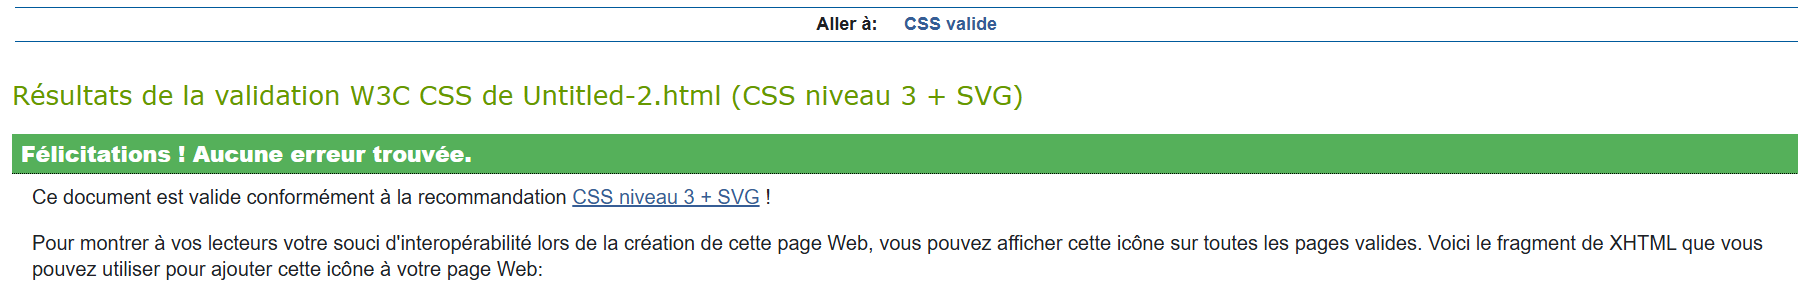 Aller à: CSS valide
Résultats de la validation W3C CSS de Untitled-2.html (CSS niveau 3 + SVG)
Félicitations ! Aucune erreur trouvée.
Ce document est valide conformément à la recommandation CSS niveau 3 + SVG !
Pour montrer à vos lecteurs votre souci d'interopérabilité lors de la création de cette page Web, vous pouvez afficher cette icône sur toutes les pages valides. Voici le fragment de XHTML que vous
pouvez utiliser pour ajouter cette icône à votre page Web: